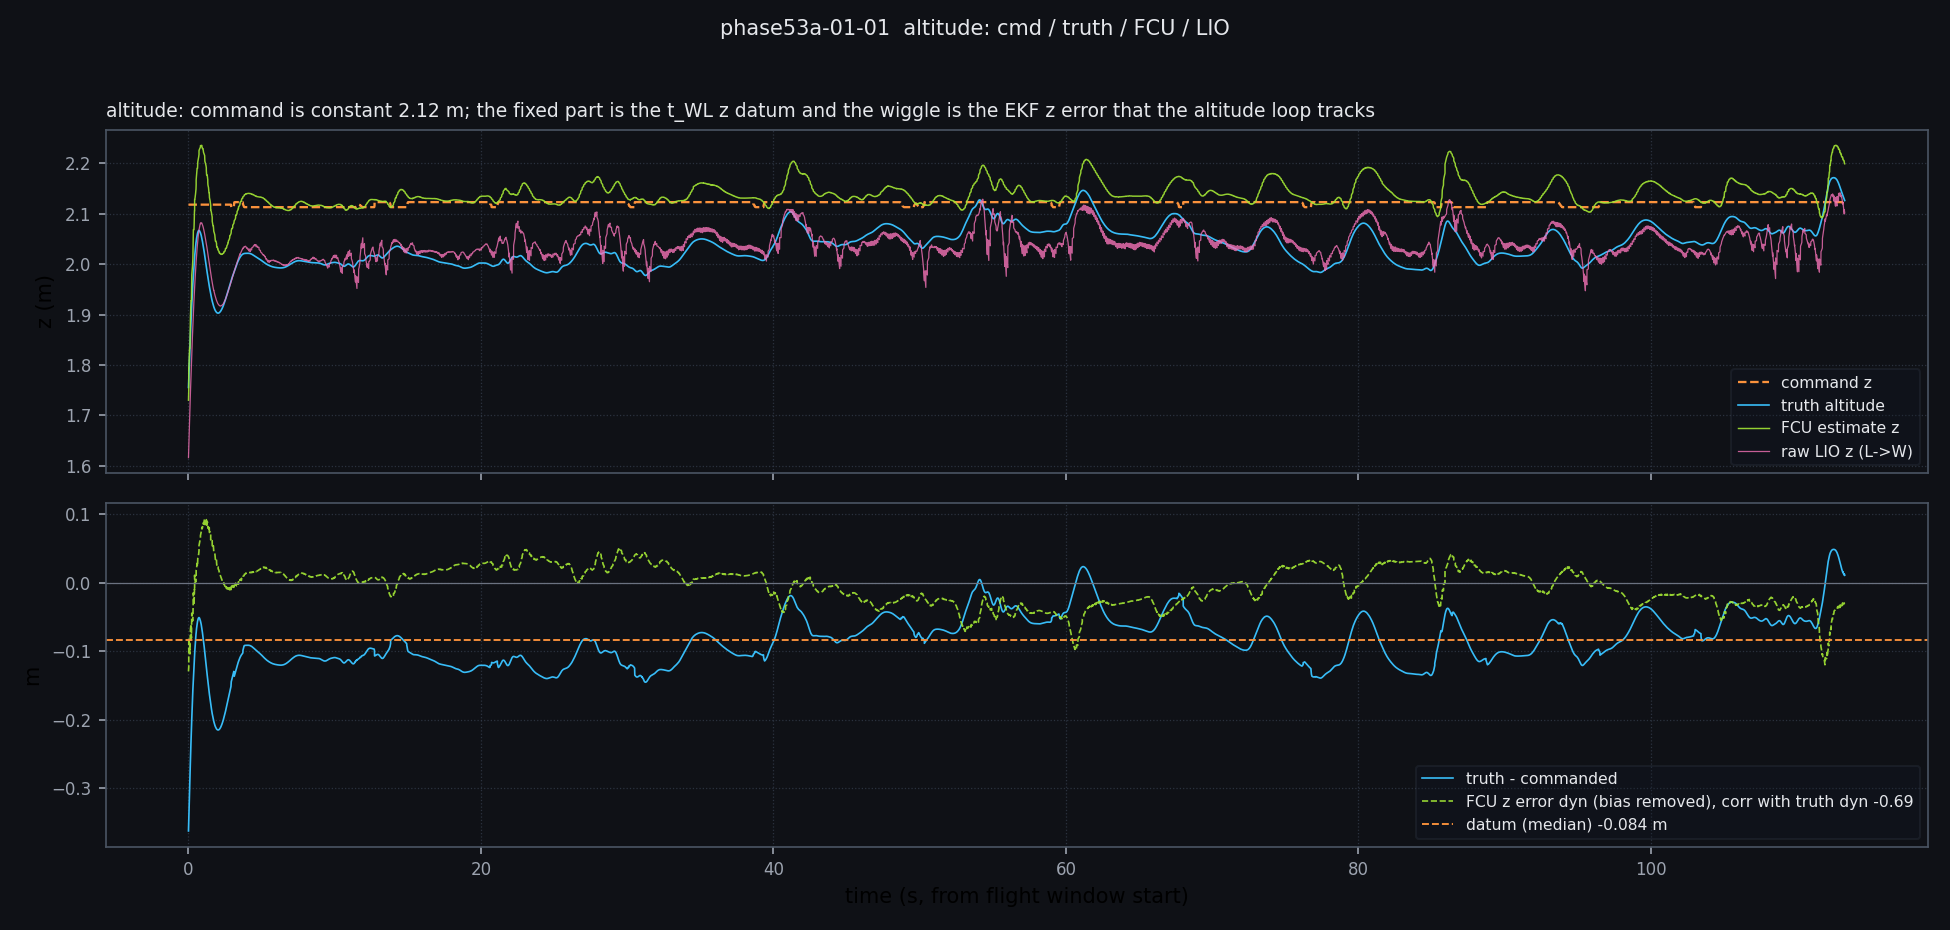 phase53a-01-01  altitude: cmd / truth / FCU / LIO
altitude: command is constant 2.12 m; the fixed part is the t_WL z datum and the wiggle is the EKF z error that the altitude loop tracks
z (m)
2.2
2.1
2.0
1.9
1.8
1.7
1.6
command z
truth altitude
FCU estimate z
raw LIO z (L->W)
m
0.1
0.0
−0.1
−0.2
−0.3
truth - commanded
FCU z error dyn (bias removed), corr with truth dyn -0.69
datum (median) -0.084 m
0 20 40 60 80 100
time (s, from flight window start)